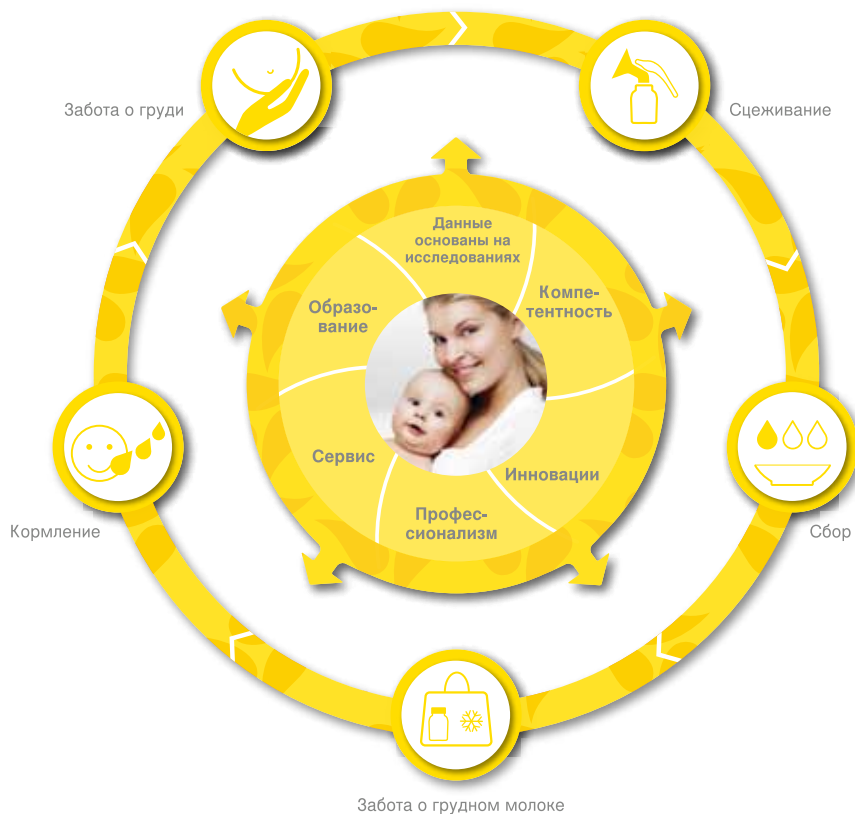 Забота о груди
Сцеживание
Данные
основаны на
исследованиях
Образо-
вание
Компе-
тентность
Сервис
Инновации
Профес-
сионализм
Кормление
Сбор
Забота о грудном молоке